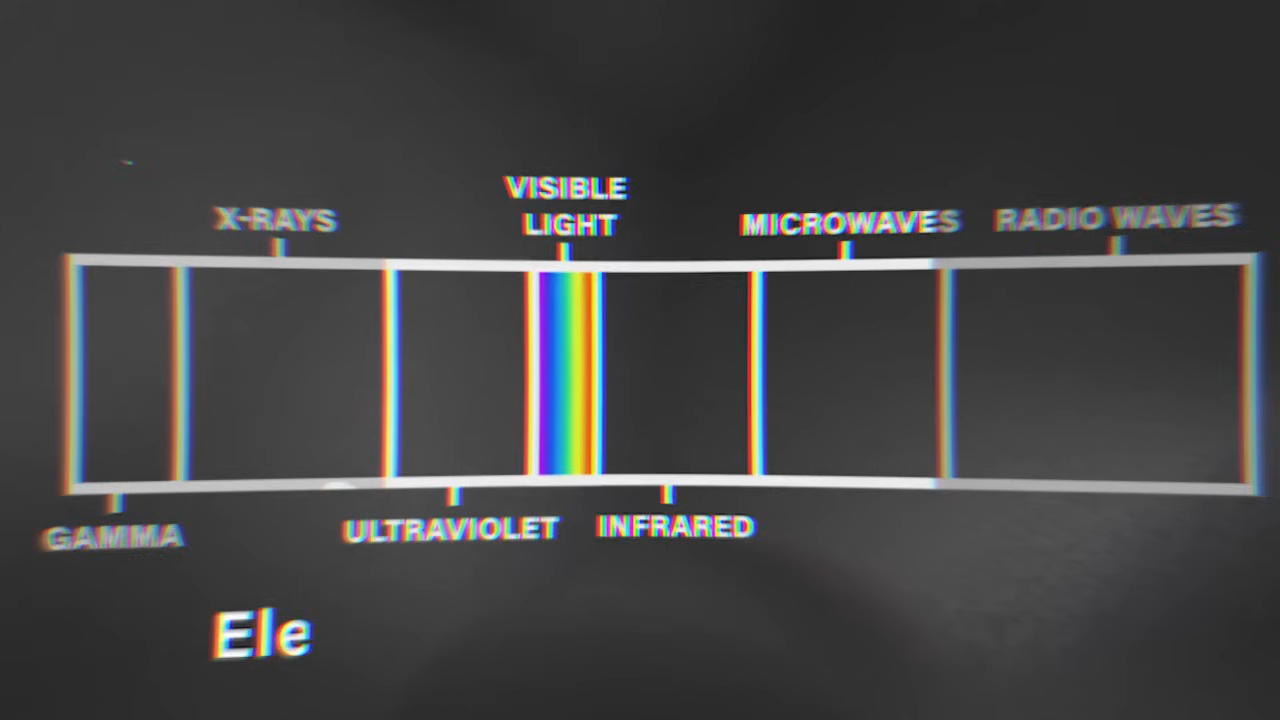 VISIBLE
LIGHT
X-RAYS
MICROWAVES
RADIO WAVES
GAMMA
ULTRAVIOLET
INFRARED
Ele